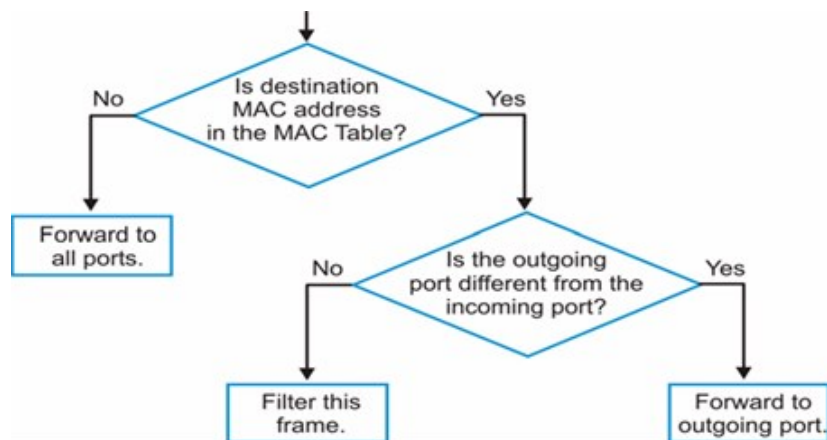 Is destination
MAC address
in the MAC Table?
No
Yes
Forward to
all ports.
Is the outgoing
port different from the
incoming port?
No
Yes
Filter this
frame.
Forward to
outgoing port.